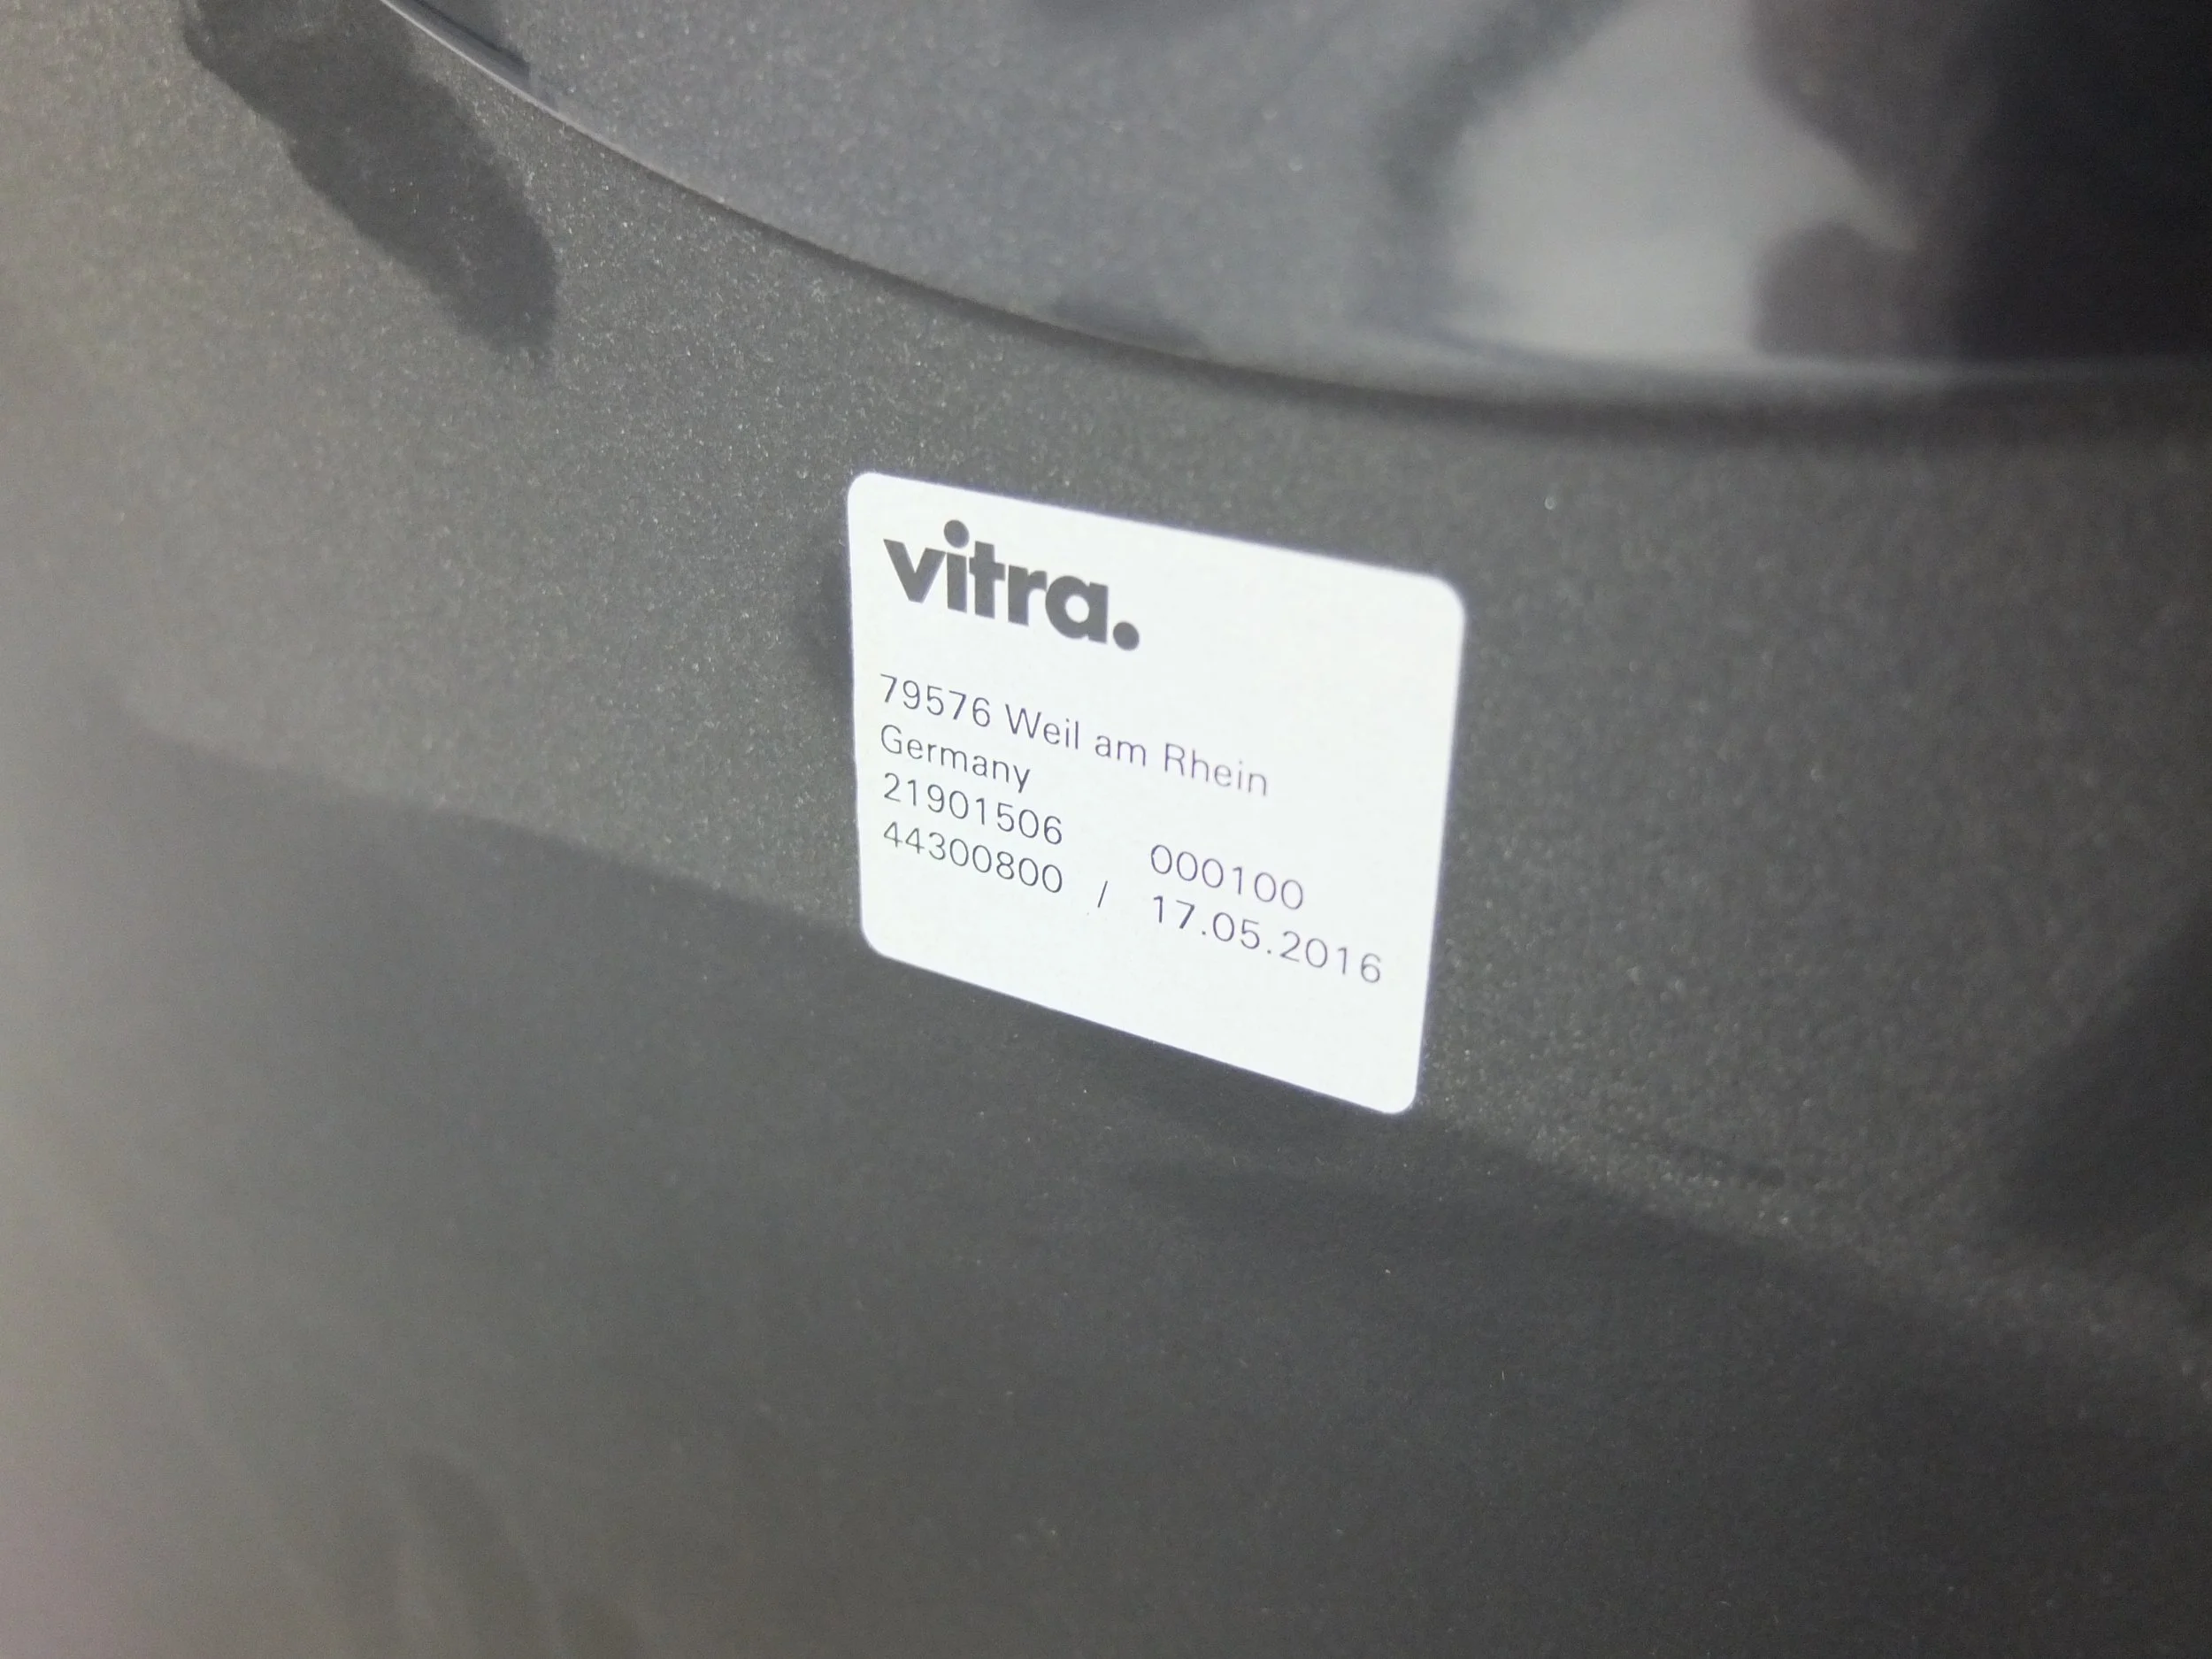 vitra.
79576 Weil am Rhein
Germany
21901506 000100
44300800 / 17.05.2016